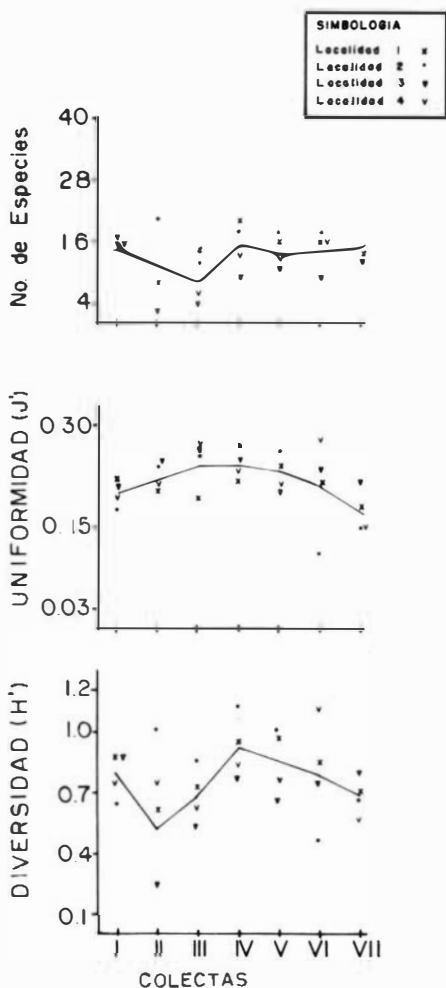 SIMBOLOGIA
Localidad 1 x
Localidad 2 •
Localidad 3 ▼
Localidad 4 v
No. de Especies
40
28
16
4
UNIFORMIDAD (J')
0.30
0.15
0.03
DIVERSIDAD (H')
1.2
1.0
0.7
0.4
0.1
I II III IV V VI VII
COLECTAS